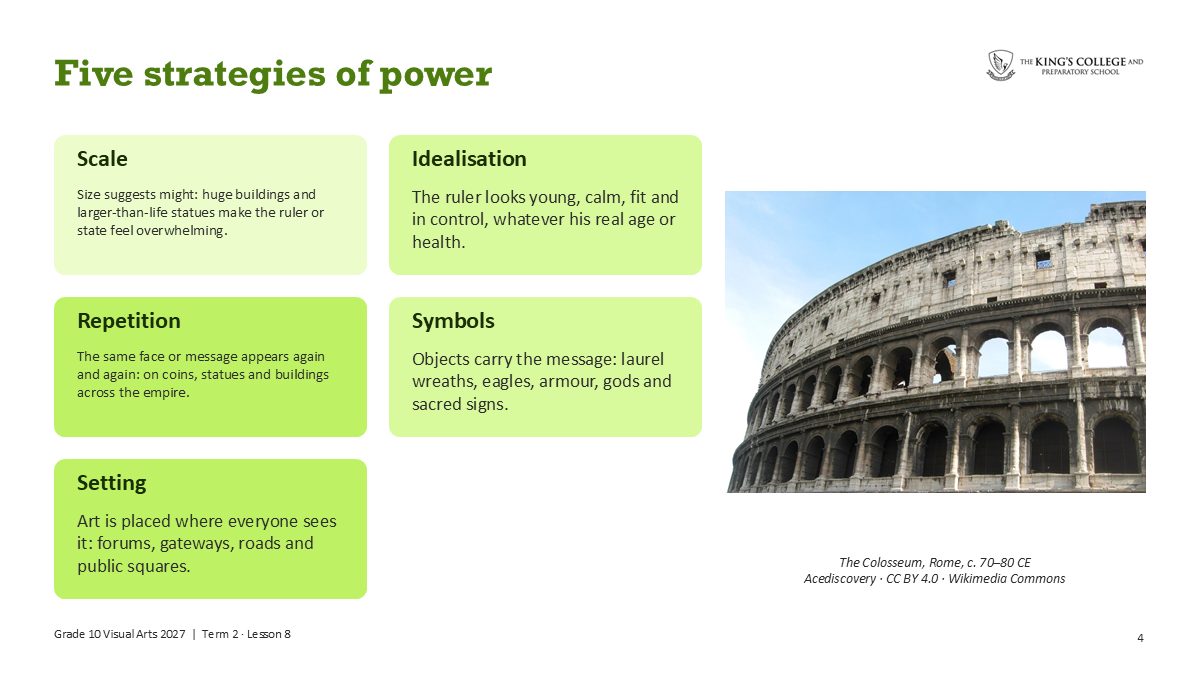 Five strategies of power
THE KING'S COLLEGE AND
PREPARATORY SCHOOL
Scale
Size suggests might: huge buildings and
larger-than-life statues make the ruler or
state feel overwhelming.
Idealisation
The ruler looks young, calm, fit and
in control, whatever his real age or
health.
Repetition
The same face or message appears again
and again: on coins, statues and buildings
across the empire.
Symbols
Objects carry the message: laurel
wreaths, eagles, armour, gods and
sacred signs.
Setting
Art is placed where everyone sees
it: forums, gateways, roads and
public squares.
The Colosseum, Rome, c. 70–80 CE
Acediscovery · CC BY 4.0 · Wikimedia Commons
Grade 10 Visual Arts 2027 | Term 2 · Lesson 8
4